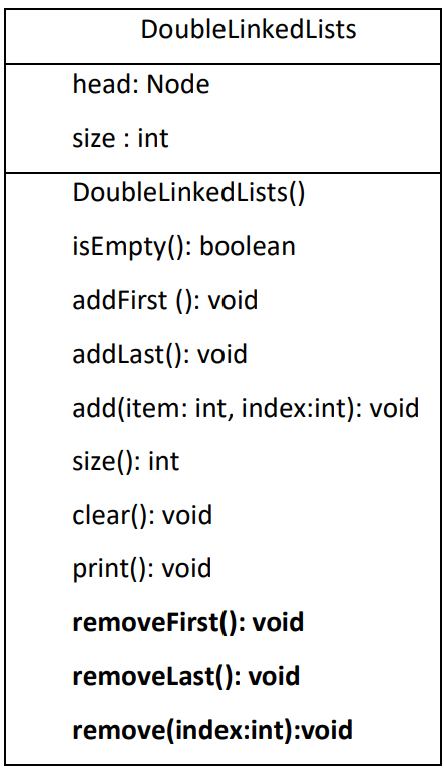 DoubleLinkedLists
head: Node
size : int
DoubleLinkedLists()
isEmpty(): boolean
addFirst (): void
addLast(): void
add(item: int, index:int): void
size(): int
clear(): void
print(): void
removeFirst(): void
removeLast(): void
remove(index:int):void